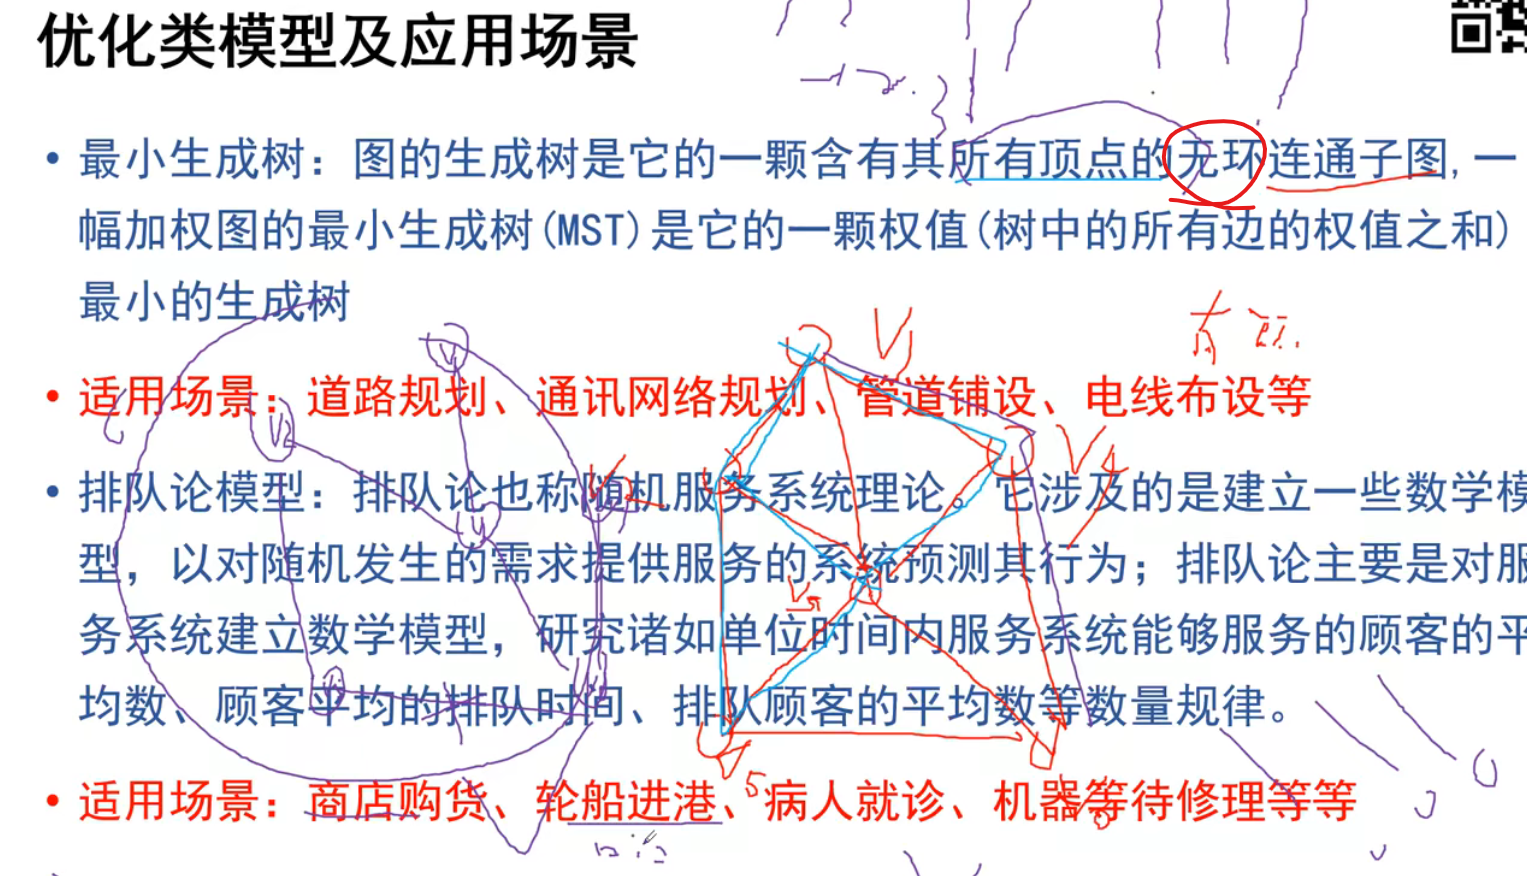 优化类模型及应用场景
• 最小生成树：图的生成树是它的一颗含有其所有顶点的无环连通子图，一
幅加权图的最小生成树(MST)是它的一颗权值(树中的所有边的权值之和)
最小的生成树
• 适用场景：道路规划、通讯网络规划、管道铺设、电线布设等
• 排队论模型：排队论也称随机服务系统理论。它涉及的是建立一些数学模
型，以对随机发生的需求提供服务的系统预测其行为；排队论主要是对服
务系统建立数学模型，研究诸如单位时间内服务系统能够服务的顾客的平
均数、顾客平均的排队时间、排队顾客的平均数等数量规律。
• 适用场景：商店购货、轮船进港、病人就诊、机器等待修理等等